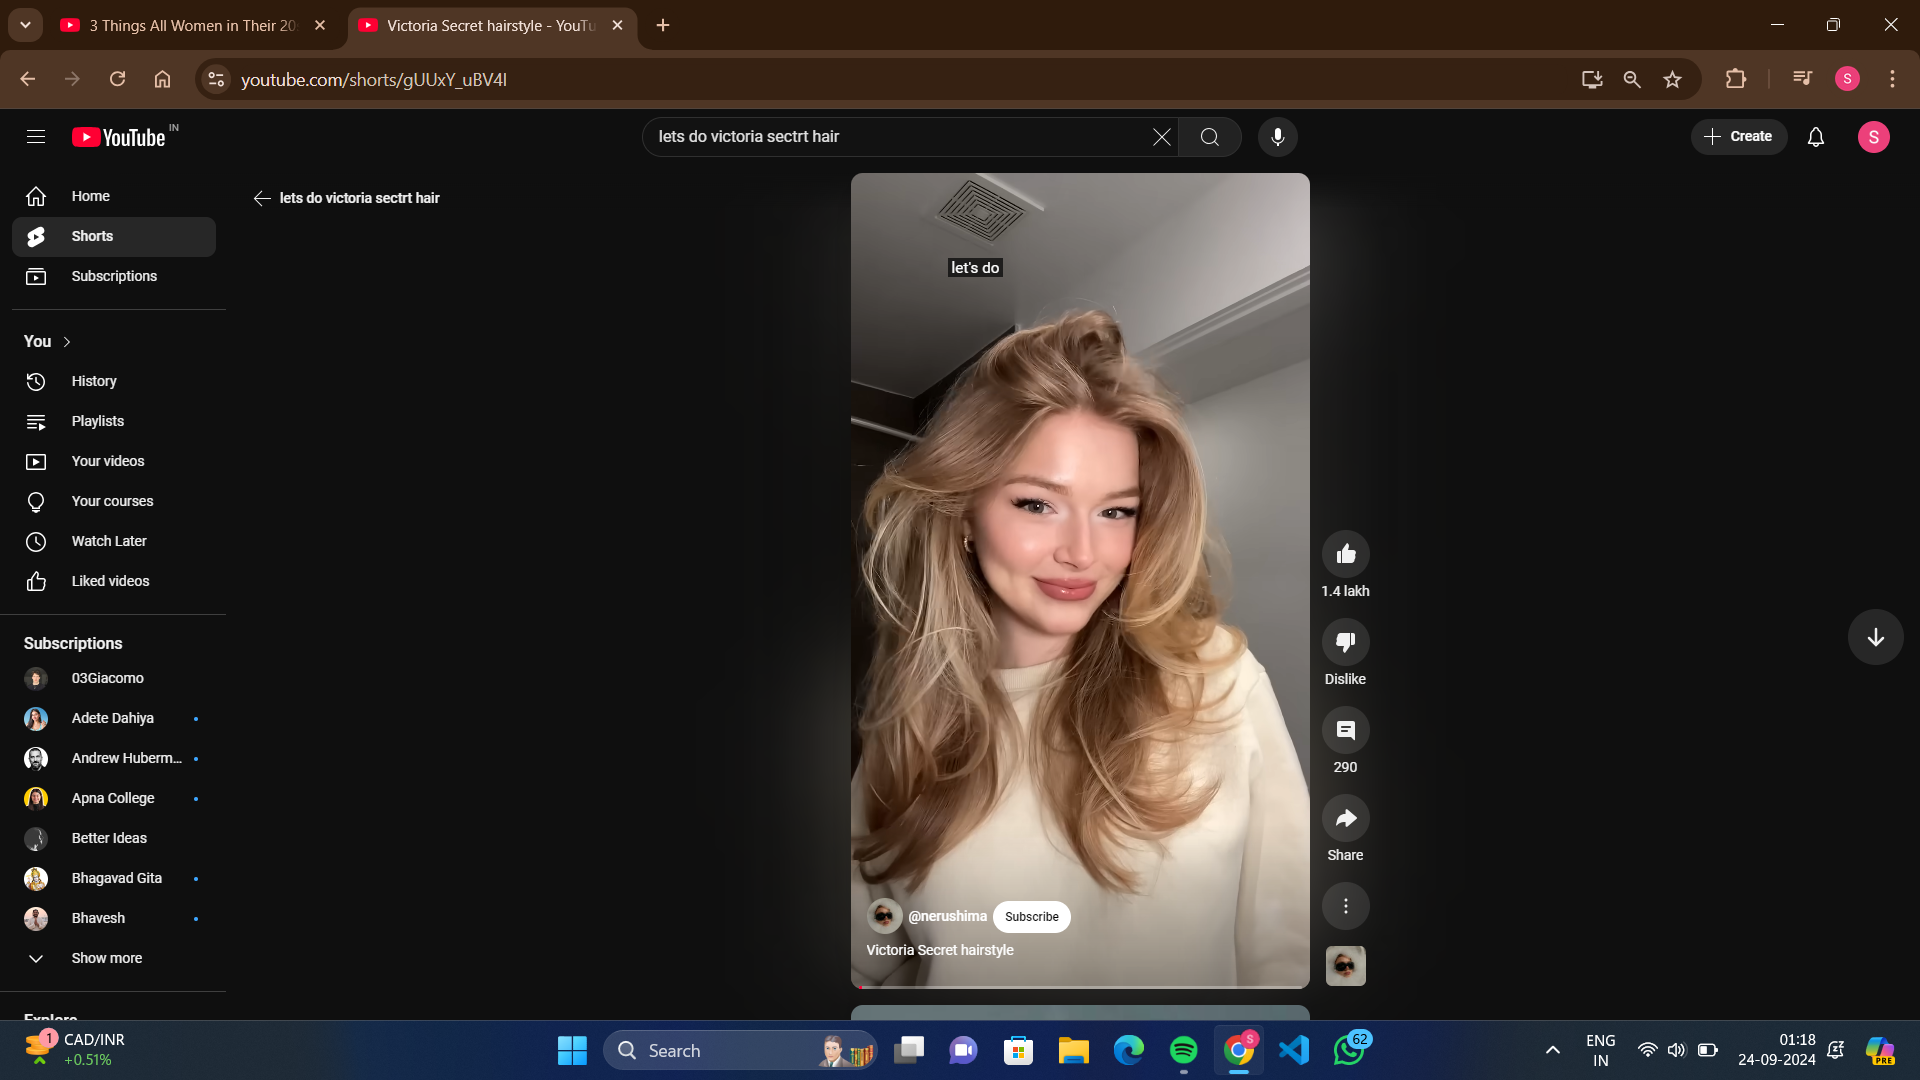 3 Things All Women in Their 20
Victoria Secret hairstyle - YouTu
youtube.com/shorts/gUUxY_uBV4I
S
YouTube IN
lets do victoria sectrt hair
Create
S
Home
Shorts
Subscriptions
lets do victoria sectrt hair
let's do
You
History
Playlists
Your videos
Your courses
Watch Later
Liked videos
Subscriptions
03Giacomo
Adete Dahiya
Andrew Huberm...
Apna College
Better Ideas
Bhagavad Gita
Bhavesh
Show more
Explore
1.4 lakh
Dislike
290
Share
@nerushima
Subscribe
Victoria Secret hairstyle
1
CAD/INR
+0.51%
Search
S
62
ENG
IN
01:18
24-09-2024
PRE